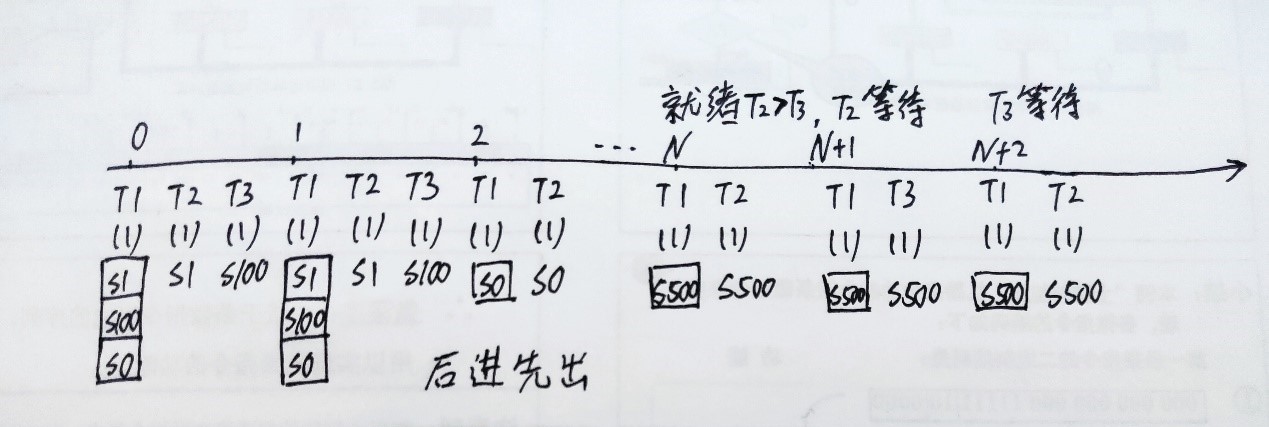 就绪T2>T3, T2等待 T3等待
0 1 2 ... N N+1 N+2
T1 T2 T3 T1 T2 T3 T1 T2 T1 T2 T1 T3 T1 T2
(1) (1) (1) (1) (1) (1) (1) (1) (1) (1) (1) (1) (1) (1)
S1 S1 S100 S1 S1 S100 S0 S0 S500 S500 S500 S500 S500 S500
S100 S100
S0 S0 后进先出